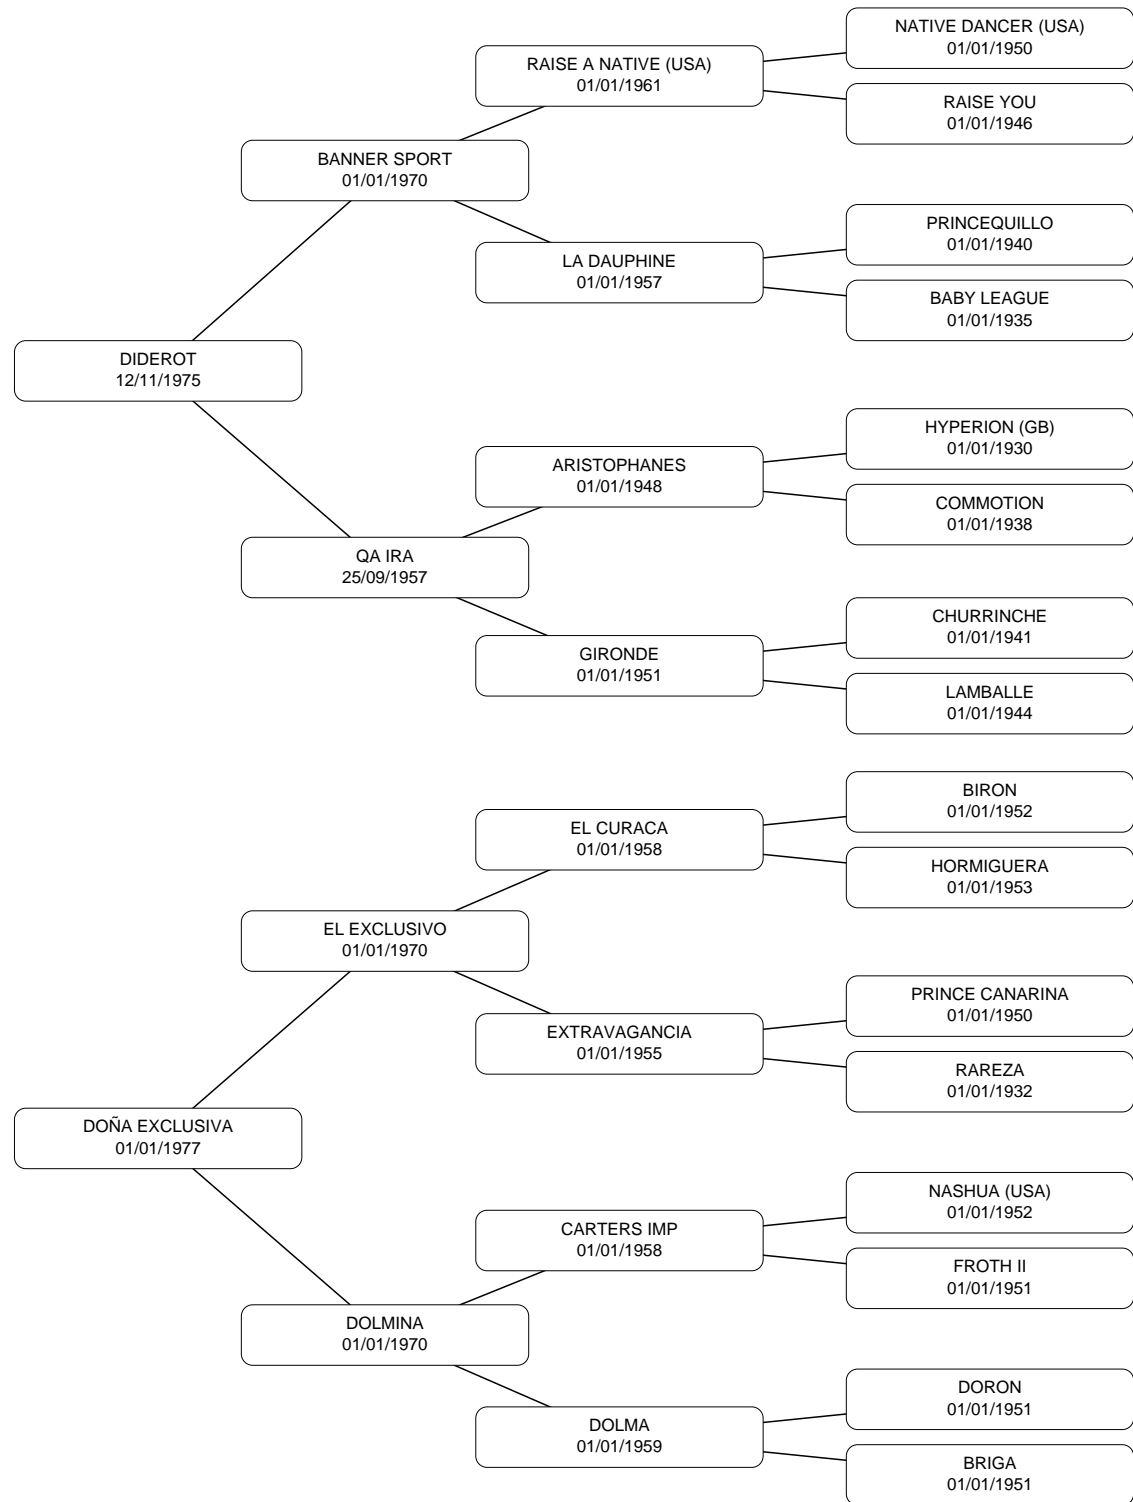 NATIVE DANCER (USA)
01/01/1950
RAISE A NATIVE (USA)
01/01/1961
RAISE YOU
01/01/1946
BANNER SPORT
01/01/1970
PRINCEQUILLO
01/01/1940
LA DAUPHINE
01/01/1957
BABY LEAGUE
01/01/1935
DIDEROT
12/11/1975
HYPERION (GB)
01/01/1930
ARISTOPHANES
01/01/1948
COMMOTION
01/01/1938
QA IRA
25/09/1957
CHURRINCHE
01/01/1941
GIRONDE
01/01/1951
LAMBALLE
01/01/1944
BIRON
01/01/1952
EL CURACA
01/01/1958
HORMIGUERA
01/01/1953
EL EXCLUSIVO
01/01/1970
PRINCE CANARINA
01/01/1950
EXTRAVAGANCIA
01/01/1955
RAREZA
01/01/1932
DOÑA EXCLUSIVA
01/01/1977
NASHUA (USA)
01/01/1952
CARTERS IMP
01/01/1958
FROTH II
01/01/1951
DOLMINA
01/01/1970
DORON
01/01/1951
DOLMA
01/01/1959
BRIGA
01/01/1951